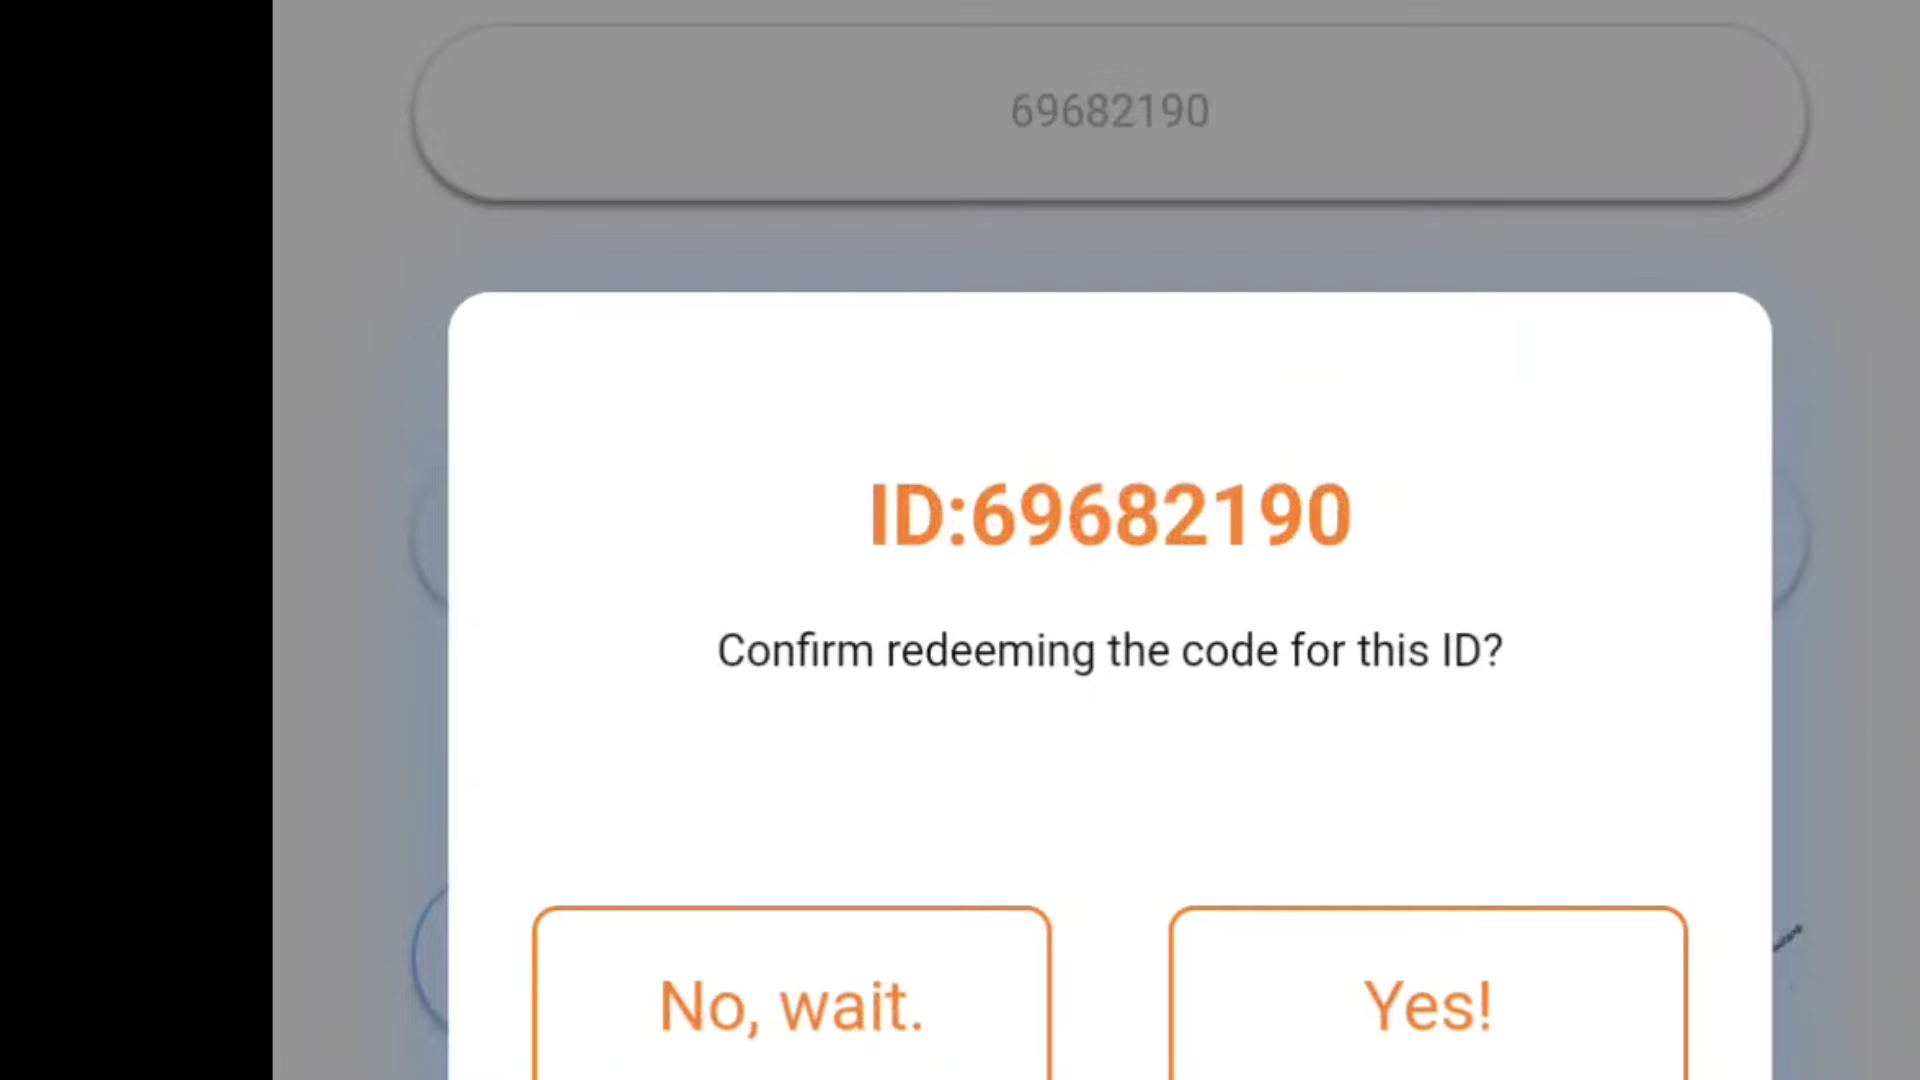 69682190
ID:69682190
Confirm redeeming the code for this ID?
No, wait.
Yes!